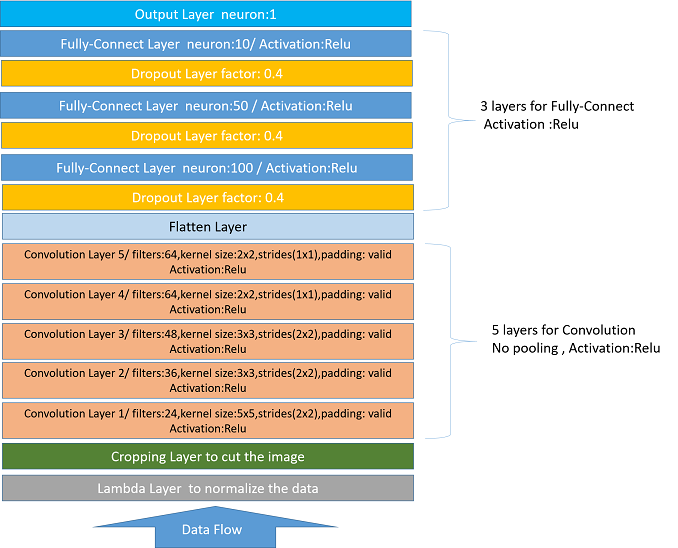 Output Layer neuron:1
Fully-Connect Layer neuron:10/ Activation:Relu
Dropout Layer factor: 0.4
Fully-Connect Layer neuron:50 / Activation:Relu
Dropout Layer factor: 0.4
Fully-Connect Layer neuron:100 / Activation:Relu
Dropout Layer factor: 0.4
3 layers for Fully-Connect
Activation :Relu
Flatten Layer
Convolution Layer 5/ filters:64,kernel size:2x2,strides(1x1),padding: valid
Activation:Relu
Convolution Layer 4/ filters:64,kernel size:2x2,strides(1x1),padding: valid
Activation:Relu
Convolution Layer 3/ filters:48,kernel size:3x3,strides(2x2),padding: valid
Activation:Relu
Convolution Layer 2/ filters:36,kernel size:3x3,strides(2x2),padding: valid
Activation:Relu
Convolution Layer 1/ filters:24,kernel size:5x5,strides(2x2),padding: valid
Activation:Relu
5 layers for Convolution
No pooling , Activation:Relu
Cropping Layer to cut the image
Lambda Layer to normalize the data
Data Flow